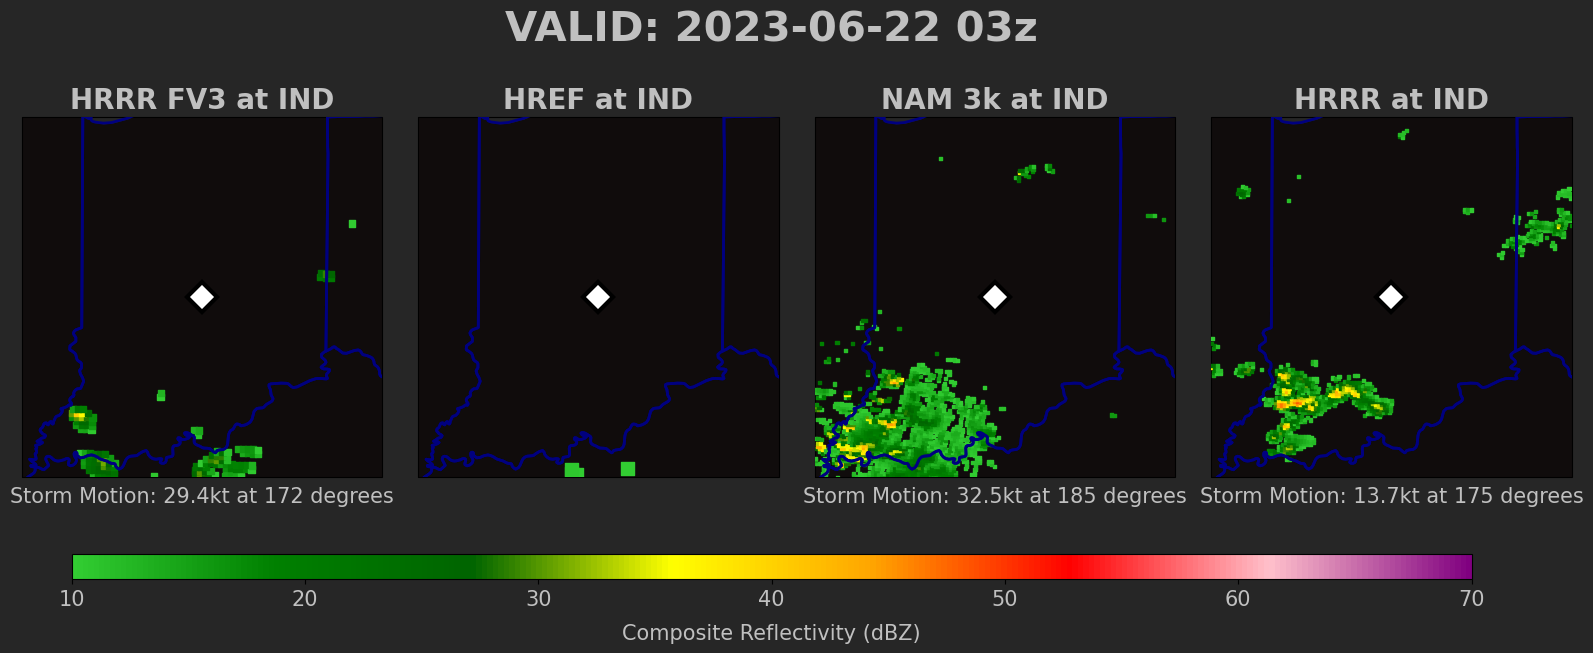 VALID: 2023-06-22 03z
HRRR FV3 at IND
HREF at IND
NAM 3k at IND
HRRR at IND
Storm Motion: 29.4kt at 172 degrees
Storm Motion: 32.5kt at 185 degrees
Storm Motion: 13.7kt at 175 degrees
10 20 30 40 50 60 70
Composite Reflectivity (dBZ)